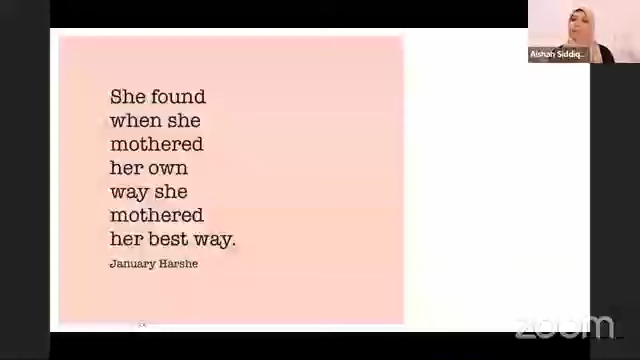 She found
when she
mothered
her own
way she
mothered
her best way.
January Harshe
Aishah Siddiq...
zoom